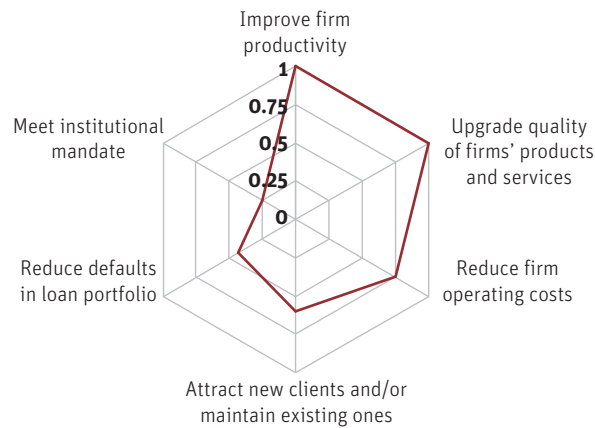 Improve firm
productivity
1
0.75
0.5
0.25
0
Meet institutional
mandate
Upgrade quality
of firms’ products
and services
Reduce defaults
in loan portfolio
Reduce firm
operating costs
Attract new clients and/or
maintain existing ones